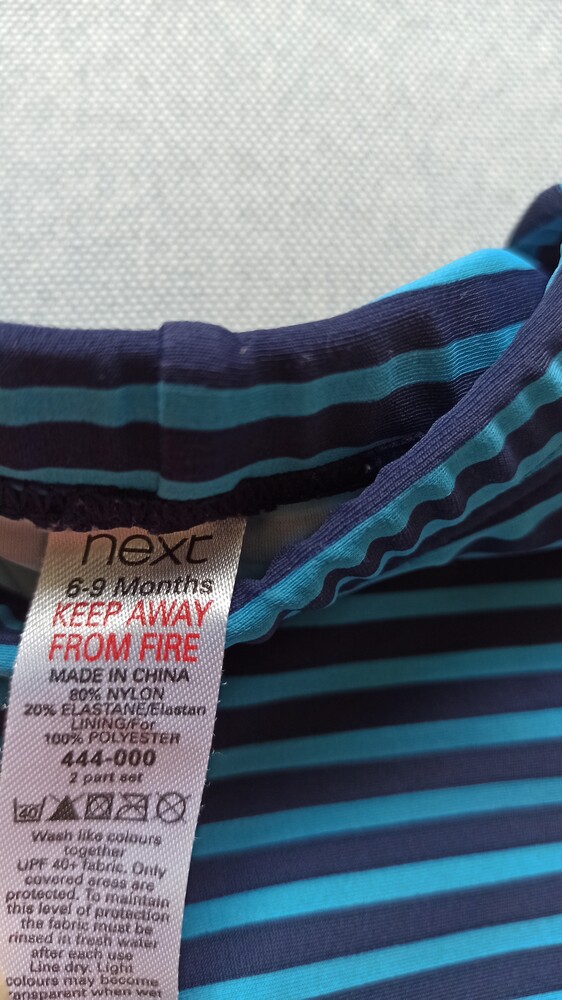 next
6-9 Months
KEEP AWAY
FROM FIRE
MADE IN CHINA
80% NYLON
20% ELASTANE/Elastan
LINING/For
100% POLYESTER
444-000
2 part set
40
Wash like colours
together
UPF 40+ fabric. Only
covered areas are
protected. To maintain
this level of protection
the fabric must be
rinsed in fresh water
after each use
Line dry. Light
colours may become
transparent when wet